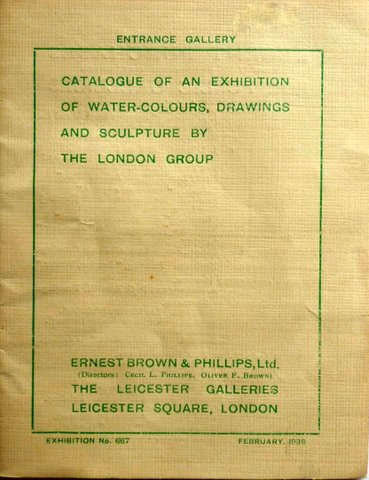 ENTRANCE GALLERY
CATALOGUE OF AN EXHIBITION
OF WATER-COLOURS, DRAWINGS
AND SCULPTURE BY
THE LONDON GROUP
ERNEST BROWN & PHILLIPS, Ltd.
(Directors: Cecil L. Phillips, Oliver F. Brown)
THE LEICESTER GALLERIES
LEICESTER SQUARE, LONDON
EXHIBITION No. 667
FEBRUARY, 1938